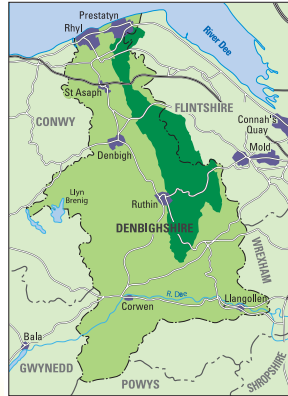 Prestatyn
Rhyl
River Dee
St Asaph
FLINTSHIRE
CONWY
Connah's
Quay
Denbigh
Mold
Llyn
Brenig
Ruthin
DENBIGHSHIRE
WREXHAM
R. Dee
Llangollen
Corwen
Bala
GWYNEDD
POWYS
SHROPSHIRE